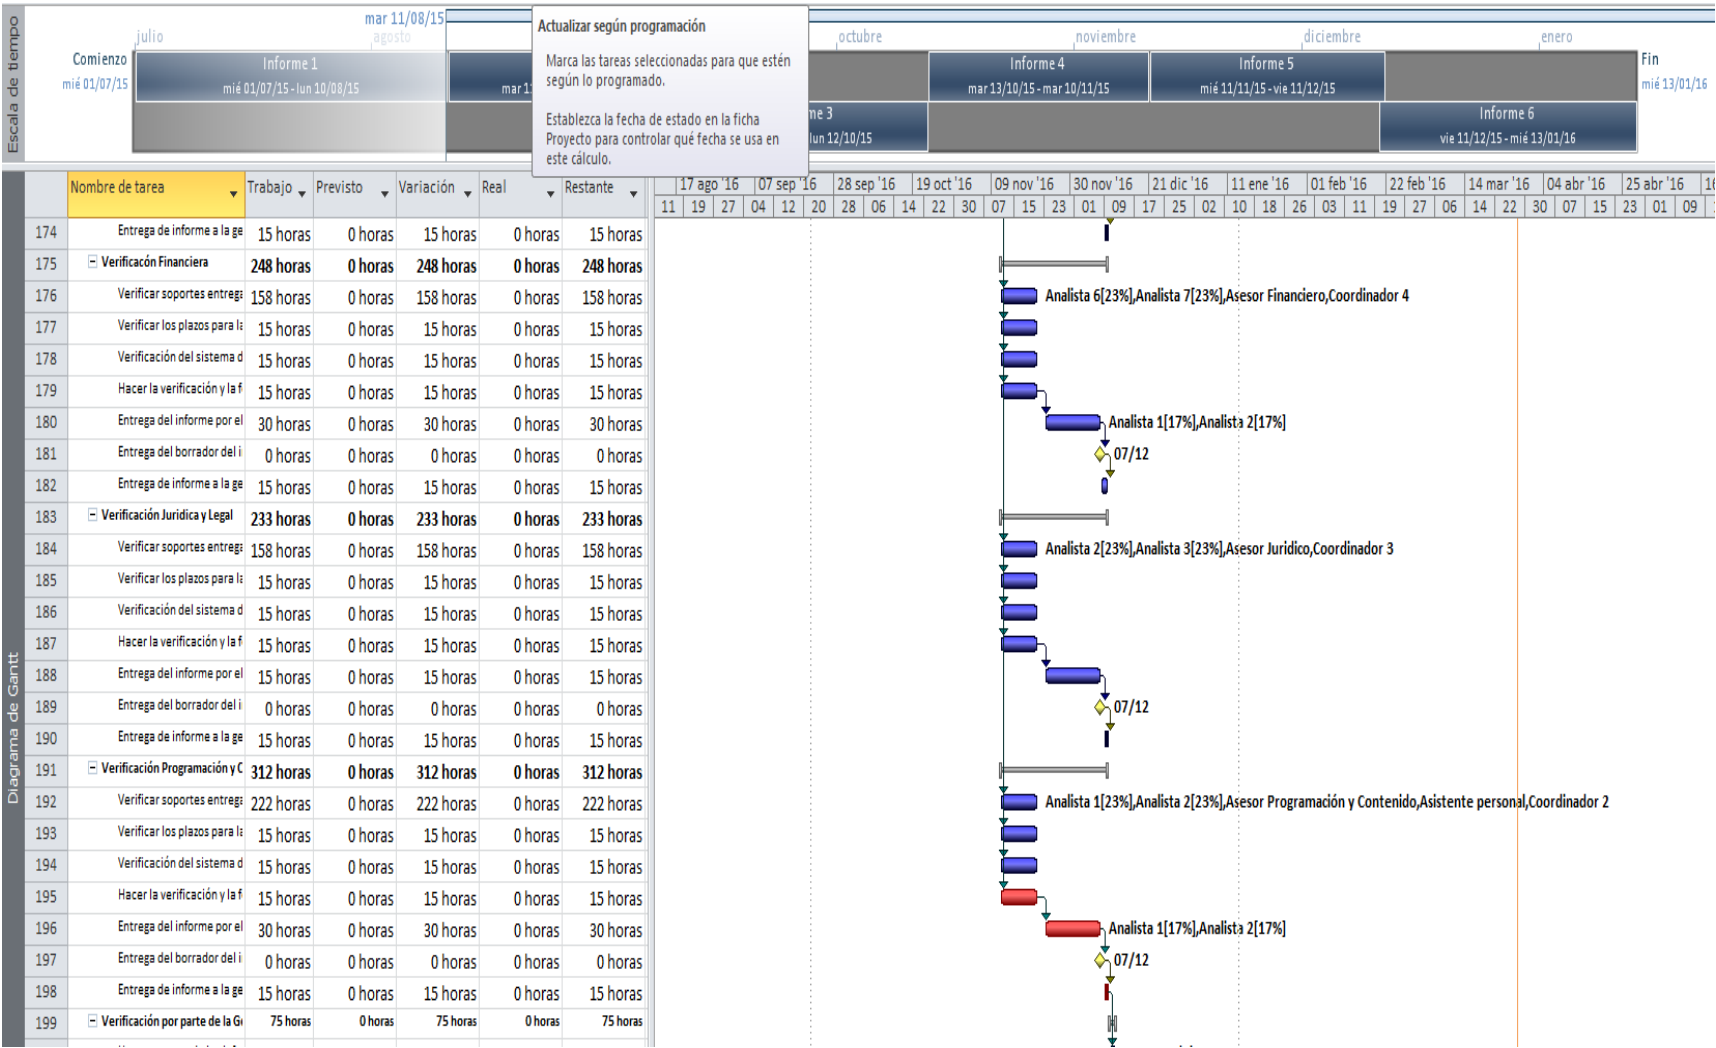 Escala de tiempo
mar 11/08/15
julio
agosto
octubre
noviembre
diciembre
enero
Comienzo
mié 01/07/15
Informe 1
mié 01/07/15 - lun 10/08/15
mar 1
Actualizar según programación
Marca las tareas seleccionadas para que estén
según lo programado.
Establezca la fecha de estado en la ficha
Proyecto para controlar qué fecha se usa en
este cálculo.
me 3
lun 12/10/15
Informe 4
mar 13/10/15 - mar 10/11/15
Informe 5
mié 11/11/15 - vie 11/12/15
Informe 6
vie 11/12/15 - mié 13/01/16
Fin
mié 13/01/16
Diagrama de Gantt
Nombre de tarea Trabajo Previsto Variación Real Restante
17 ago '16 07 sep '16 28 sep '16 19 oct '16 09 nov '16 30 nov '16 21 dic '16 11 ene '16 01 feb '16 22 feb '16 14 mar '16 04 abr '16 25 abr '16 16
11 19 27 04 12 20 28 06 14 22 30 07 15 23 01 09 17 25 02 10 18 26 03 11 19 27 06 14 22 30 07 15 23 01 09
174 Entrega de informe a la ge 15 horas 0 horas 15 horas 0 horas 15 horas
175 Verificacón Financiera 248 horas 0 horas 248 horas 0 horas 248 horas
176 Verificar soportes entrega 158 horas 0 horas 158 horas 0 horas 158 horas Analista 6[23%],Analista 7[23%],Asesor Financiero,Coordinador 4
177 Verificar los plazos para la 15 horas 0 horas 15 horas 0 horas 15 horas
178 Verificación del sistema d 15 horas 0 horas 15 horas 0 horas 15 horas
179 Hacer la verificación y la f 15 horas 0 horas 15 horas 0 horas 15 horas
180 Entrega del informe por el 30 horas 0 horas 30 horas 0 horas 30 horas Analista 1[17%],Analista 2[17%]
181 Entrega del borrador del i 0 horas 0 horas 0 horas 0 horas 0 horas 07/12
182 Entrega de informe a la ge 15 horas 0 horas 15 horas 0 horas 15 horas
183 Verificación Juridica y Legal 233 horas 0 horas 233 horas 0 horas 233 horas
184 Verificar soportes entrega 158 horas 0 horas 158 horas 0 horas 158 horas Analista 2[23%],Analista 3[23%],Asesor Juridico,Coordinador 3
185 Verificar los plazos para la 15 horas 0 horas 15 horas 0 horas 15 horas
186 Verificación del sistema d 15 horas 0 horas 15 horas 0 horas 15 horas
187 Hacer la verificación y la f 15 horas 0 horas 15 horas 0 horas 15 horas
188 Entrega del informe por el 15 horas 0 horas 15 horas 0 horas 15 horas
189 Entrega del borrador del i 0 horas 0 horas 0 horas 0 horas 0 horas 07/12
190 Entrega de informe a la ge 15 horas 0 horas 15 horas 0 horas 15 horas
191 Verificación Programación y C 312 horas 0 horas 312 horas 0 horas 312 horas
192 Verificar soportes entrega 222 horas 0 horas 222 horas 0 horas 222 horas Analista 1[23%],Analista 2[23%],Asesor Programación y Contenido,Asistente personal,Coordinador 2
193 Verificar los plazos para la 15 horas 0 horas 15 horas 0 horas 15 horas
194 Verificación del sistema d 15 horas 0 horas 15 horas 0 horas 15 horas
195 Hacer la verificación y la f 15 horas 0 horas 15 horas 0 horas 15 horas
196 Entrega del informe por el 30 horas 0 horas 30 horas 0 horas 30 horas Analista 1[17%],Analista 2[17%]
197 Entrega del borrador del i 0 horas 0 horas 0 horas 0 horas 0 horas 07/12
198 Entrega de informe a la ge 15 horas 0 horas 15 horas 0 horas 15 horas
199 Verificación por parte de la Ge 75 horas 0 horas 75 horas 0 horas 75 horas